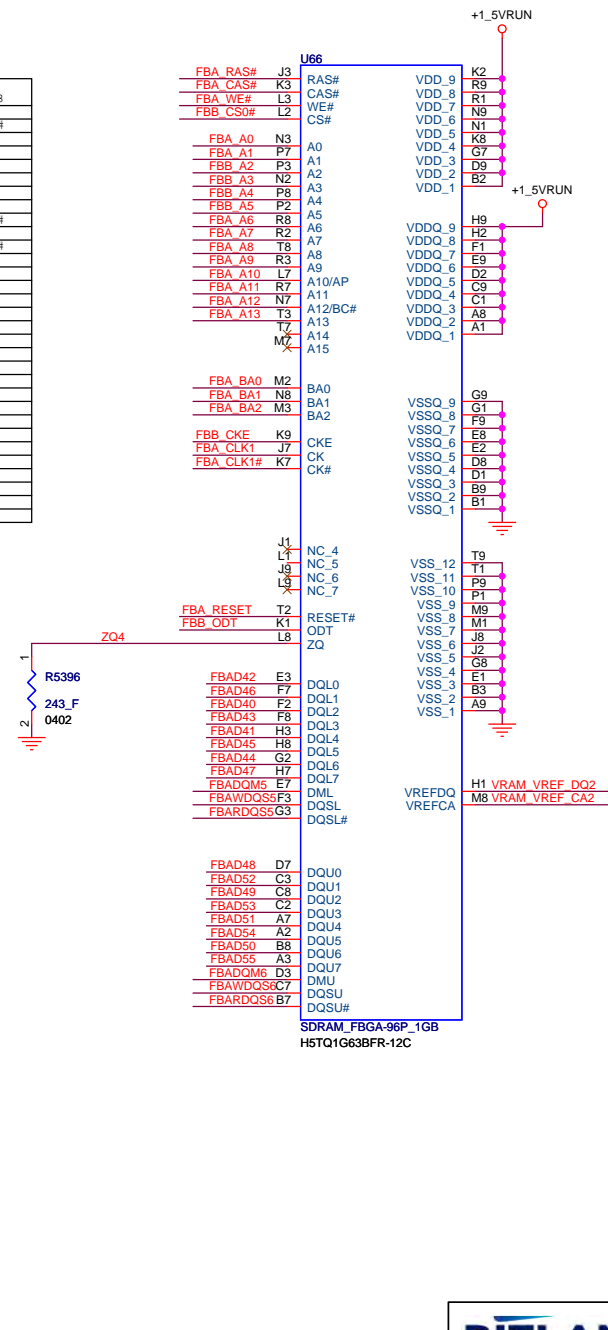 +1_5VRUN
U66
FBA_RAS# J3 RAS# VDD_9 K2
FBA_CAS# K3 CAS# VDD_8 R9
FBA_WE# L3 WE# VDD_7 R1
FBB_CS0# L2 CS# VDD_6 N9
VDD_5 N1
FBA_A0 N3 A0 VDD_4 K8
FBA_A1 P7 A1 VDD_3 G7
FBB_A2 P3 A2 VDD_2 D9
FBB_A3 N2 A3 VDD_1 B2
+1_5VRUN
FBB_A4 P8 A4
FBB_A5 P2 A5
FBA_A6 R8 A6 VDDQ_9 H9
FBA_A7 R2 A7 VDDQ_8 H2
FBA_A8 T8 A8 VDDQ_7 F1
FBA_A9 R3 A9 VDDQ_6 E9
FBA_A10 L7 A10/AP VDDQ_5 D2
FBA_A11 R7 A11 VDDQ_4 C9
FBA_A12 N7 A12/BC# VDDQ_3 C1
FBA_A13 T3 A13 VDDQ_2 A8
T7 A14 VDDQ_1 A1
M7 A15
FBA_BA0 M2 BA0
FBA_BA1 N8 BA1 VSSQ_9 G9
FBA_BA2 M3 BA2 VSSQ_8 G1
VSSQ_7 F9
FBB_CKE K9 CKE VSSQ_6 E8
FBA_CLK1 J7 CK VSSQ_5 E2
FBA_CLK1# K7 CK# VSSQ_4 D8
VSSQ_3 D1
VSSQ_2 B9
VSSQ_1 B1
J1 NC_4
L1 NC_5 VSS_12 T9
J9 NC_6 VSS_11 T1
L9 NC_7 VSS_10 P9
VSS_9 P1
FBA_RESET T2 RESET# VSS_8 M9
FBB_ODT K1 ODT VSS_7 M1
ZQ4 L8 ZQ VSS_6 J8
VSS_5 J2
VSS_4 G8
1
R5396
FBAD42 E3 DQL0 VSS_3 E1
FBAD46 F7 DQL1 VSS_2 B3
243_F
FBAD40 F2 DQL2 VSS_1 A9
2
0402
FBAD43 F8 DQL3
FBAD41 H3 DQL4
FBAD45 H8 DQL5
FBAD44 G2 DQL6
FBAD47 H7 DQL7
FBADQM5 E7 DML VREFDQ H1 VRAM_VREF_DQ2
FBAWDQS5 F3 DQSL VREFCA M8 VRAM_VREF_CA2
FBARDQS5 G3 DQSL#
FBAD48 D7 DQU0
FBAD52 C3 DQU1
FBAD49 C8 DQU2
FBAD53 C2 DQU3
FBAD51 A7 DQU4
FBAD54 A2 DQU5
FBAD50 B8 DQU6
FBAD55 A3 DQU7
FBADQM6 D3 DMU
FBAWDQS6 C7 DQSU
FBARDQS6 B7 DQSU#
SDRAM_FBGA-96P_1GB
H5TQ1G63BFR-12C